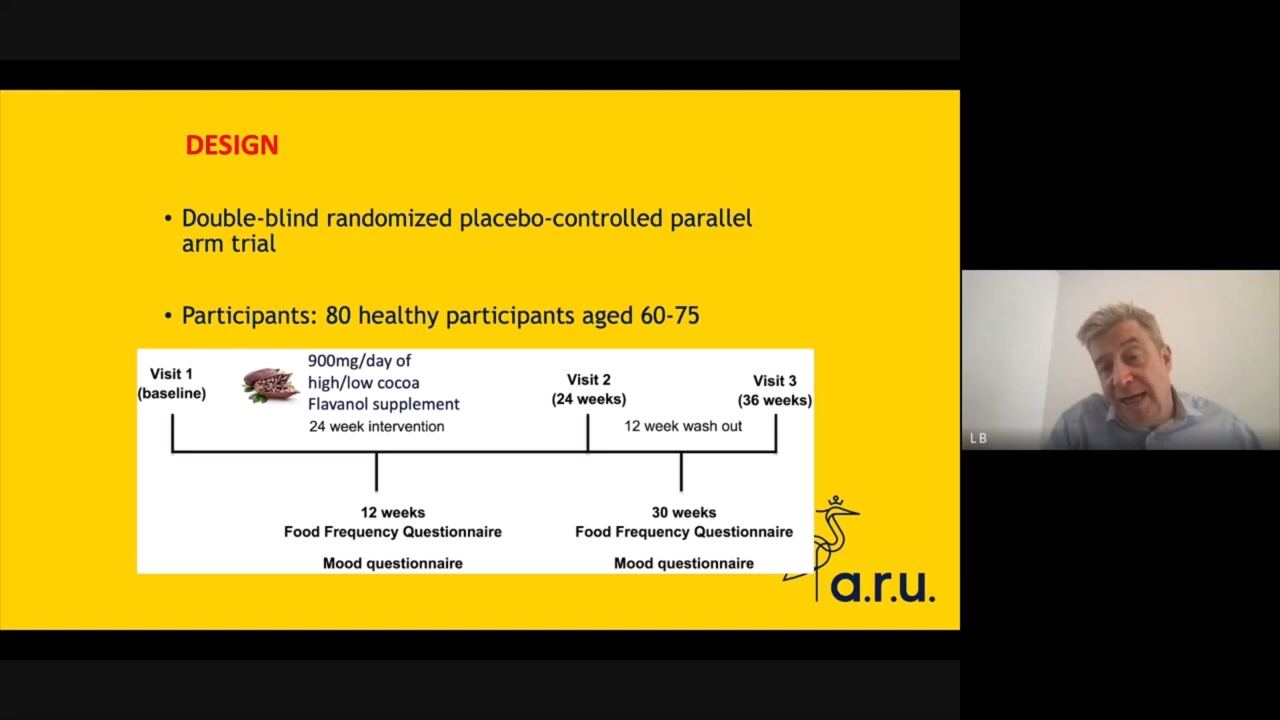 DESIGN
• Double-blind randomized placebo-controlled parallel
arm trial
• Participants: 80 healthy participants aged 60-75
Visit 1
(baseline)
900mg/day of
high/low cocoa
Flavanol supplement
24 week intervention
Visit 2
(24 weeks)
12 week wash out
Visit 3
(36 weeks)
12 weeks
Food Frequency Questionnaire
Mood questionnaire
30 weeks
Food Frequency Questionnaire
Mood questionnaire
a.r.u.
L B